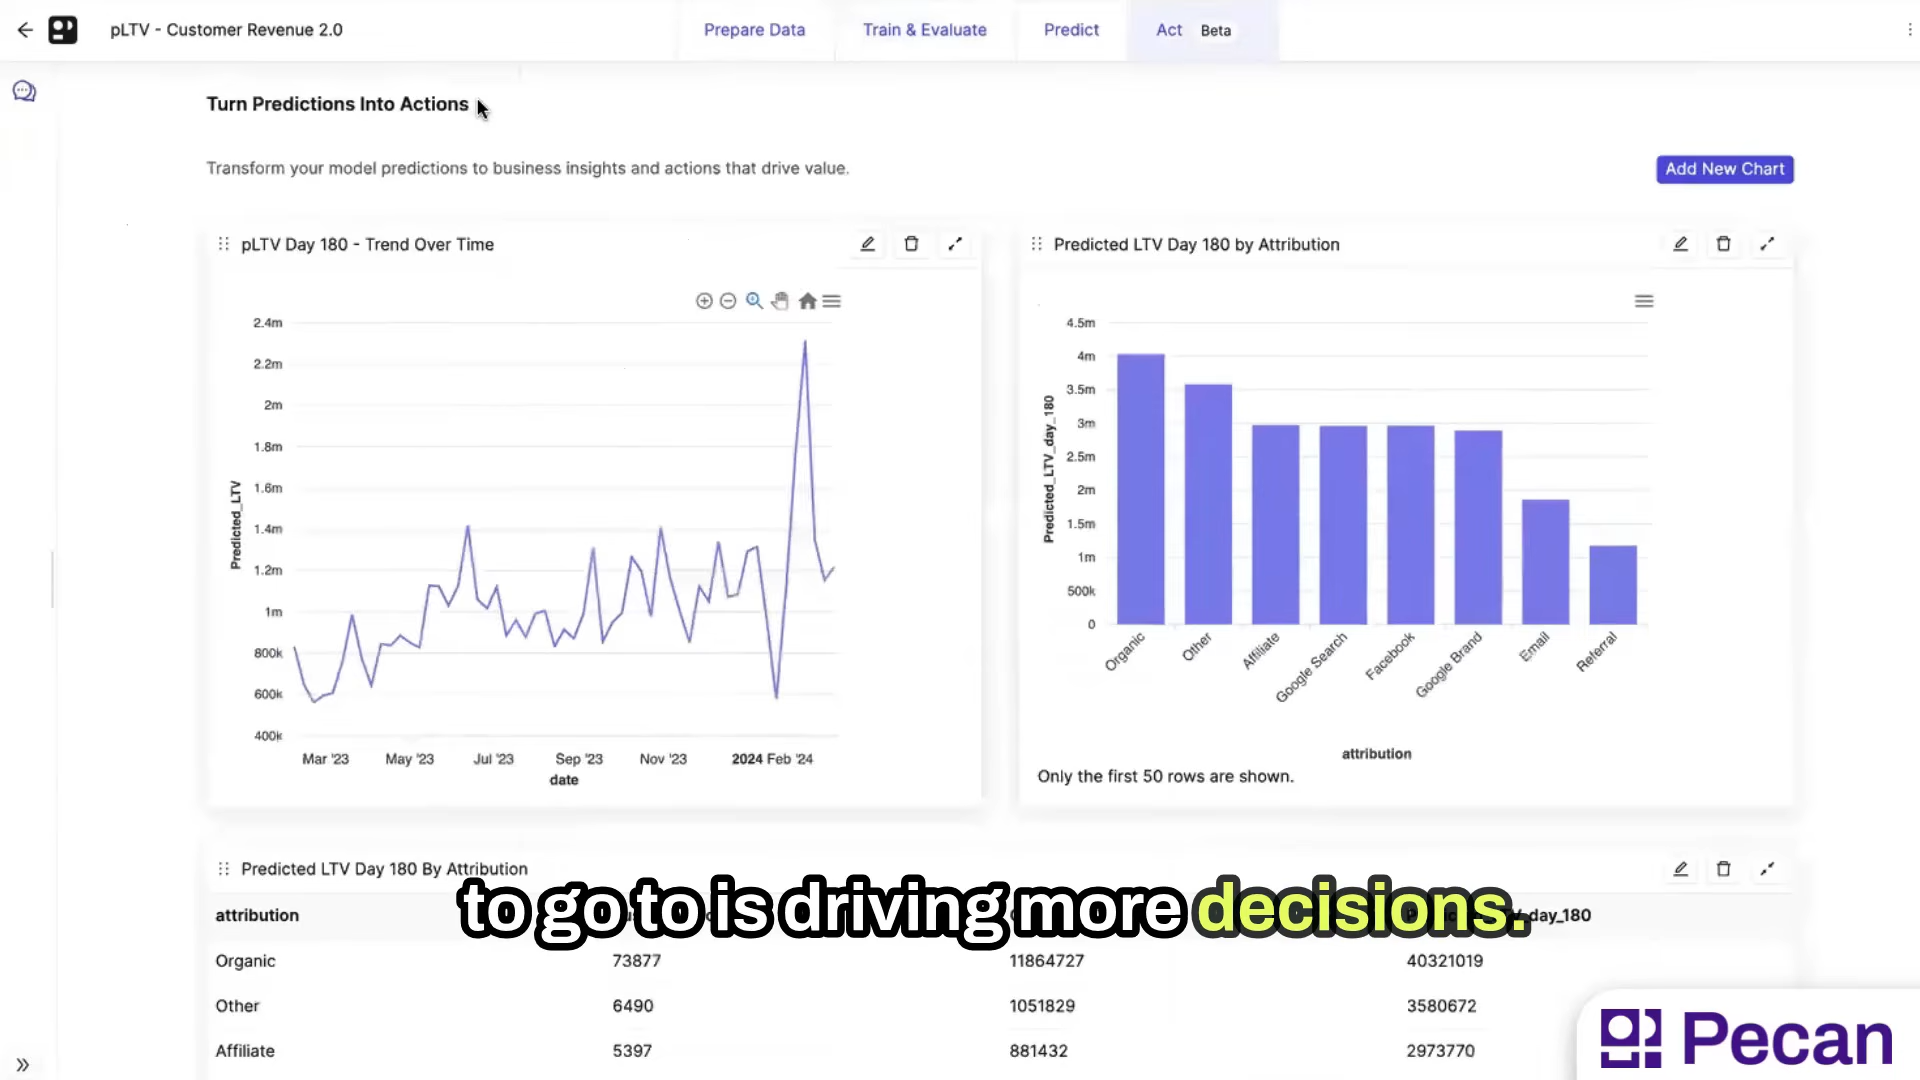 pLTV - Customer Revenue 2.0
Prepare Data
Train & Evaluate
Predict
Act Beta
Turn Predictions Into Actions
Transform your model predictions to business insights and actions that drive value.
Add New Chart
pLTV Day 180 - Trend Over Time
2.4m
2.2m
2m
1.8m
1.6m
1.4m
1.2m
1m
800k
600k
400k
Predicted_LTV
Mar '23 May '23 Jul '23 Sep '23 Nov '23 2024 Feb '24
date
Predicted LTV Day 180 by Attribution
4.5m
4m
3.5m
3m
2.5m
2m
1.5m
1m
500k
0
Predicted_LTV_day_180
Organic Other Affiliate Google Search Facebook Google Brand Email Referral
attribution
Only the first 50 rows are shown.
Predicted LTV Day 180 By Attribution
attribution day_180
to go to is driving more decisions.
Organic 73877 11864727 40321019
Other 6490 1051829 3580672
Affiliate 5397 881432 2973770
Pecan